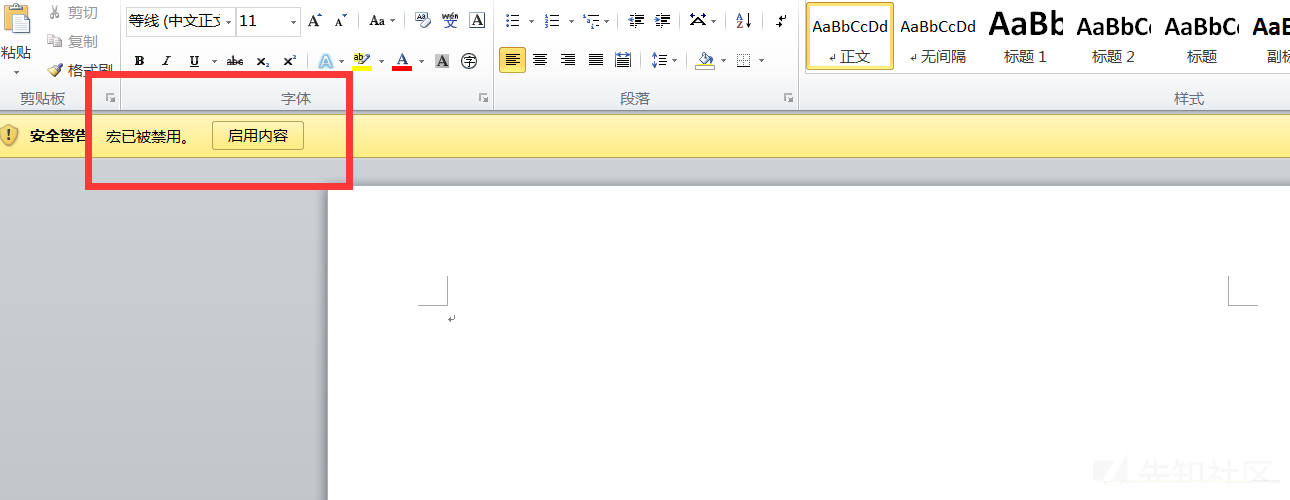 剪切
等线 (中文正文 11 A A Aa wén 文 A
AaBbCcDd AaBbCcDd AaBb AaBbC AaBbC AaB
粘贴 复制
格式刷 B I U abc x₂ x² A ab A A 字
正文 无间隔 标题 1 标题 2 标题 副标
剪贴板 字体 段落 样式
安全警告 宏已被禁用。 启用内容
先知社区